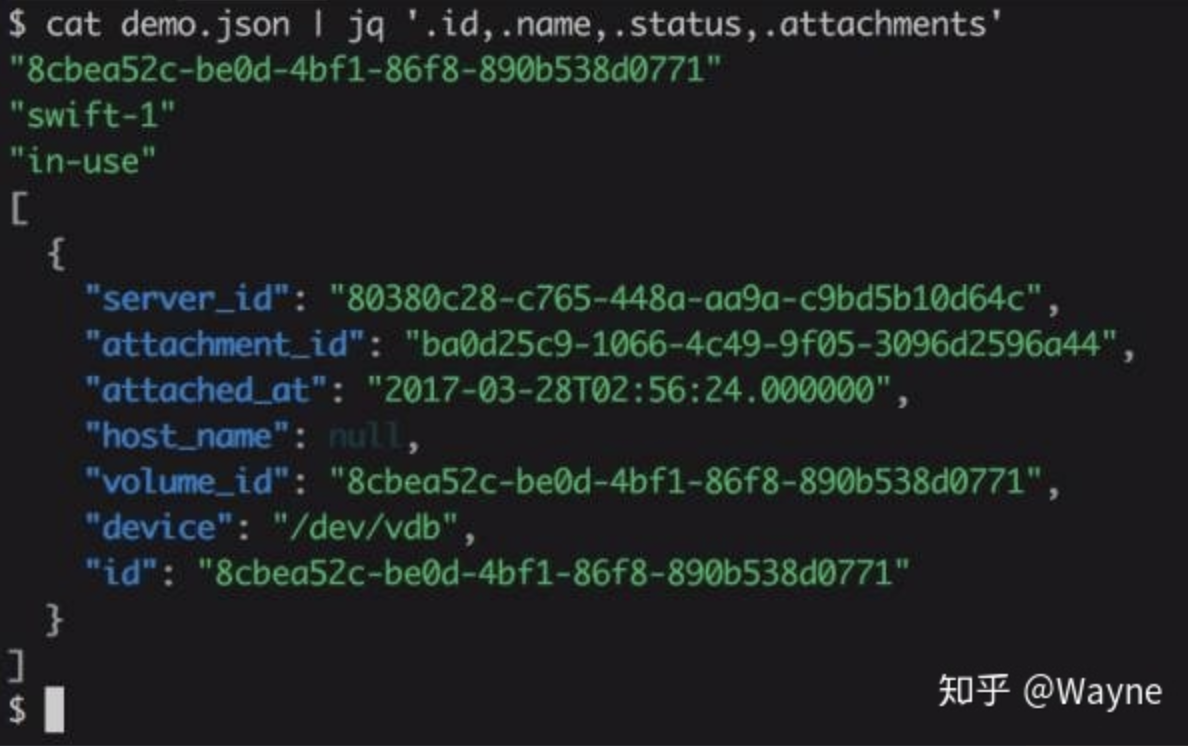 $ cat demo.json | jq '.id,.name,.status,.attachments'
"8cbea52c-be0d-4bf1-86f8-890b538d0771"
"swift-1"
"in-use"
[
  {
    "server_id": "80380c28-c765-448a-aa9a-c9bd5b10d64c",
    "attachment_id": "ba0d25c9-1066-4c49-9f05-3096d2596a44",
    "attached_at": "2017-03-28T02:56:24.000000",
    "host_name": null,
    "volume_id": "8cbea52c-be0d-4bf1-86f8-890b538d0771",
    "device": "/dev/vdb",
    "id": "8cbea52c-be0d-4bf1-86f8-890b538d0771"
  }
]
$
知乎 @Wayne